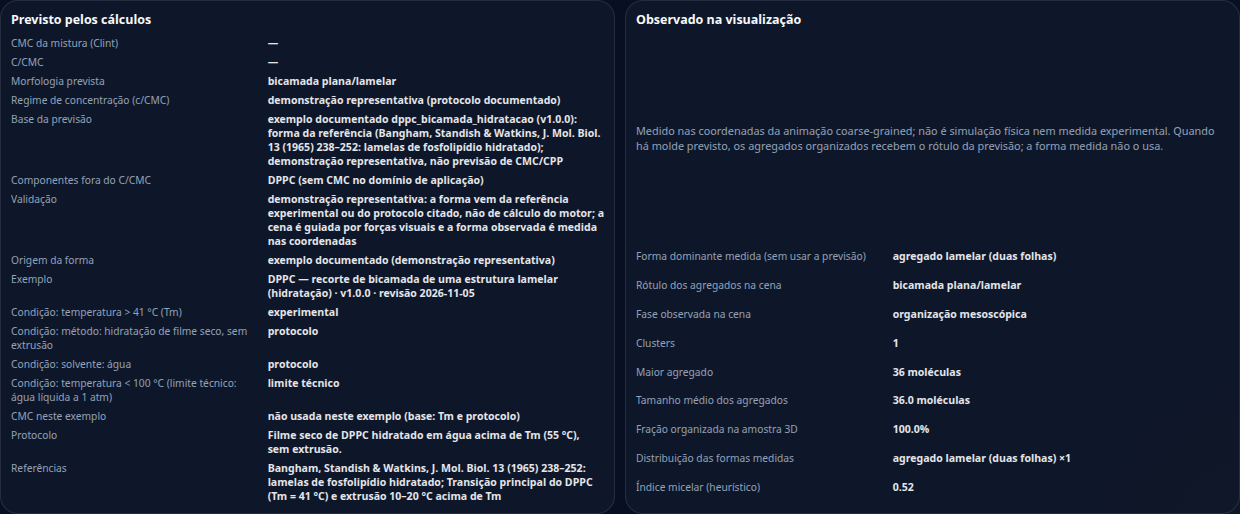 Previsto pelos cálculos
CMC da mistura (Clint)
—
C/CMC
—
Morfologia prevista
bicamada plana/lamelar
Regime de concentração (c/CMC)
demonstração representativa (protocolo documentado)
Base da previsão
exemplo documentado dppc_bicamada_hidratacao (v1.0.0):
forma da referência (Bangham, Standish & Watkins, J. Mol. Biol.
13 (1965) 238–252: lamelas de fosfolipídio hidratado);
demonstração representativa, não previsão de CMC/CPP
Componentes fora do C/CMC
DPPC (sem CMC no domínio de aplicação)
Validação
demonstração representativa: a forma vem da referência
experimental ou do protocolo citado, não de cálculo do motor; a
cena é guiada por forças visuais e a forma observada é medida
nas coordenadas
Origem da forma
exemplo documentado (demonstração representativa)
Exemplo
DPPC — recorte de bicamada de uma estrutura lamelar
(hidratação) · v1.0.0 · revisão 2026-11-05
Condição: temperatura > 41 °C (Tm)
experimental
Condição: método: hidratação de filme seco, sem
extrusão
protocolo
Condição: solvente: água
protocolo
Condição: temperatura < 100 °C (limite técnico:
água líquida a 1 atm)
limite técnico
CMC neste exemplo
não usada neste exemplo (base: Tm e protocolo)
Protocolo
Filme seco de DPPC hidratado em água acima de Tm (55 °C),
sem extrusão.
Referências
Bangham, Standish & Watkins, J. Mol. Biol. 13 (1965) 238–252:
lamelas de fosfolipídio hidratado; Transição principal do DPPC
(Tm = 41 °C) e extrusão 10–20 °C acima de Tm
Observado na visualização
Medido nas coordenadas da animação coarse-grained; não é simulação física nem medida experimental. Quando
há molde previsto, os agregados organizados recebem o rótulo da previsão; a forma medida não o usa.
Forma dominante medida (sem usar a previsão)
agregado lamelar (duas folhas)
Rótulo dos agregados na cena
bicamada plana/lamelar
Fase observada na cena
organização mesoscópica
Clusters
1
Maior agregado
36 moléculas
Tamanho médio dos agregados
36.0 moléculas
Fração organizada na amostra 3D
100.0%
Distribuição das formas medidas
agregado lamelar (duas folhas) ×1
Índice micelar (heurístico)
0.52